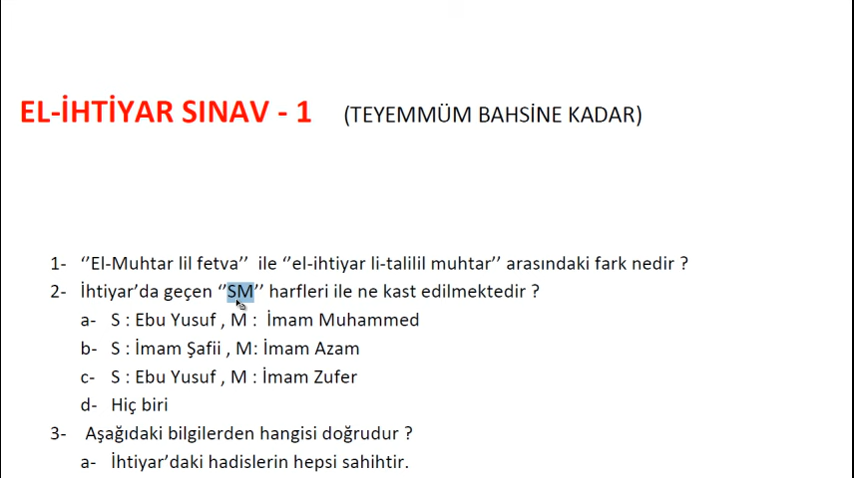 EL-İHTİYAR SINAV - 1 (TEYEMMÜM BAHSİNE KADAR)
1- ‘’El-Muhtar lil fetva’’ ile ‘’el-ihtiyar li-talilil muhtar’’ arasındaki fark nedir ?
2- İhtiyar’da geçen ‘’SM’’ harfleri ile ne kast edilmektedir ?
a- S : Ebu Yusuf , M : İmam Muhammed
b- S : İmam Şafii , M: İmam Azam
c- S : Ebu Yusuf , M : İmam Zufer
d- Hiç biri
3- Aşağıdaki bilgilerden hangisi doğrudur ?
a- İhtiyar’daki hadislerin hepsi sahihtir.